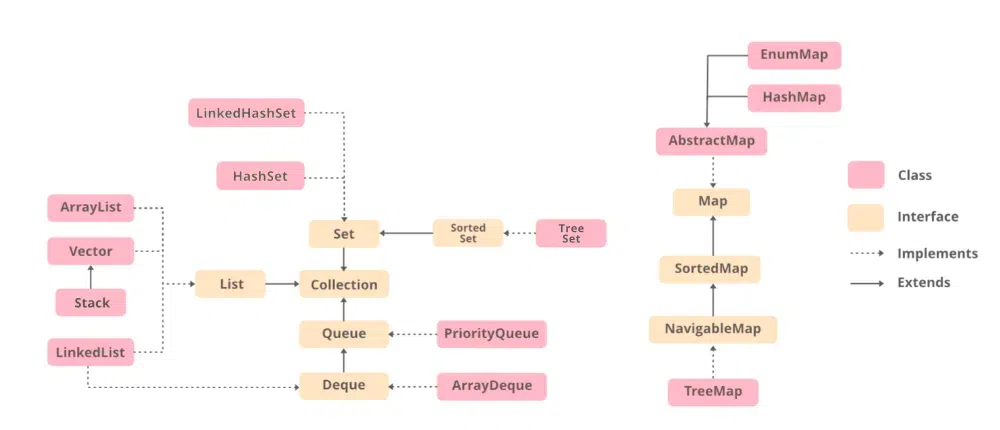 EnumMap
HashMap
LinkedHashSet
AbstractMap
HashSet
Class
ArrayList
Map
Interface
Set
Sorted
Set
Tree
Set
Vector
Implements
SortedMap
List
Collection
Extends
Stack
Queue
PriorityQueue
NavigableMap
LinkedList
Deque
ArrayDeque
TreeMap